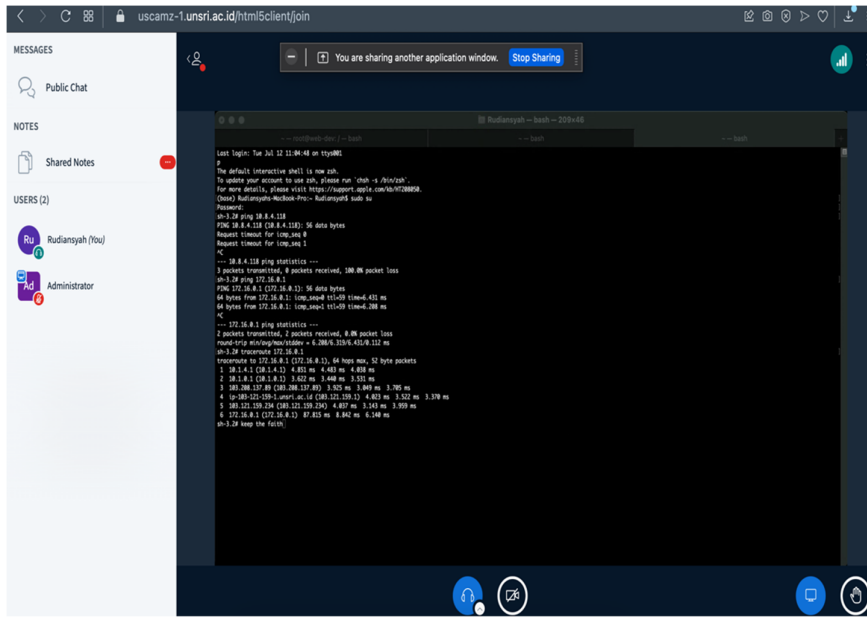 uscamz-1.unsri.ac.id/html5client/join
MESSAGES
Public Chat
NOTES
Shared Notes
USERS (2)
Ru
Rudiansyah (You)
Ad
Administrator
You are sharing another application window.
Stop Sharing
Rudiansyah — bash — 209×46
~ — root@web-dev: / — bash
~ — bash
~ — bash
Last login: Tue Jul 12 11:04:48 on ttys001
p
The default interactive shell is now zsh.
To update your account to use zsh, please run `chsh -s /bin/zsh`.
For more details, please visit https://support.apple.com/kb/HT208050.
(base) Rudiansyahs-MacBook-Pro:~ Rudiansyah$ sudo su
Password:
sh-3.2# ping 10.8.4.118
PING 10.8.4.118 (10.8.4.118): 56 data bytes
Request timeout for icmp_seq 0
Request timeout for icmp_seq 1
^C
--- 10.8.4.118 ping statistics ---
3 packets transmitted, 0 packets received, 100.0% packet loss
sh-3.2# ping 172.16.0.1
PING 172.16.0.1 (172.16.0.1): 56 data bytes
64 bytes from 172.16.0.1: icmp_seq=0 ttl=59 time=6.431 ms
64 bytes from 172.16.0.1: icmp_seq=1 ttl=59 time=6.208 ms
^C
--- 172.16.0.1 ping statistics ---
2 packets transmitted, 2 packets received, 0.0% packet loss
round-trip min/avg/max/stddev = 6.208/6.319/6.431/0.112 ms
sh-3.2# traceroute 172.16.0.1
traceroute to 172.16.0.1 (172.16.0.1), 64 hops max, 52 byte packets
1 10.1.4.1 (10.1.4.1) 4.851 ms 4.483 ms 4.038 ms
2 10.1.0.1 (10.1.0.1) 3.622 ms 3.440 ms 3.531 ms
3 103.208.137.89 (103.208.137.89) 3.925 ms 3.049 ms 3.705 ms
4 ip-103-121-159-1.unsri.ac.id (103.121.159.1) 4.023 ms 3.522 ms 3.370 ms
5 103.121.159.234 (103.121.159.234) 4.037 ms 3.143 ms 3.959 ms
6 172.16.0.1 (172.16.0.1) 87.815 ms 8.842 ms 6.140 ms
sh-3.2# keep the faith